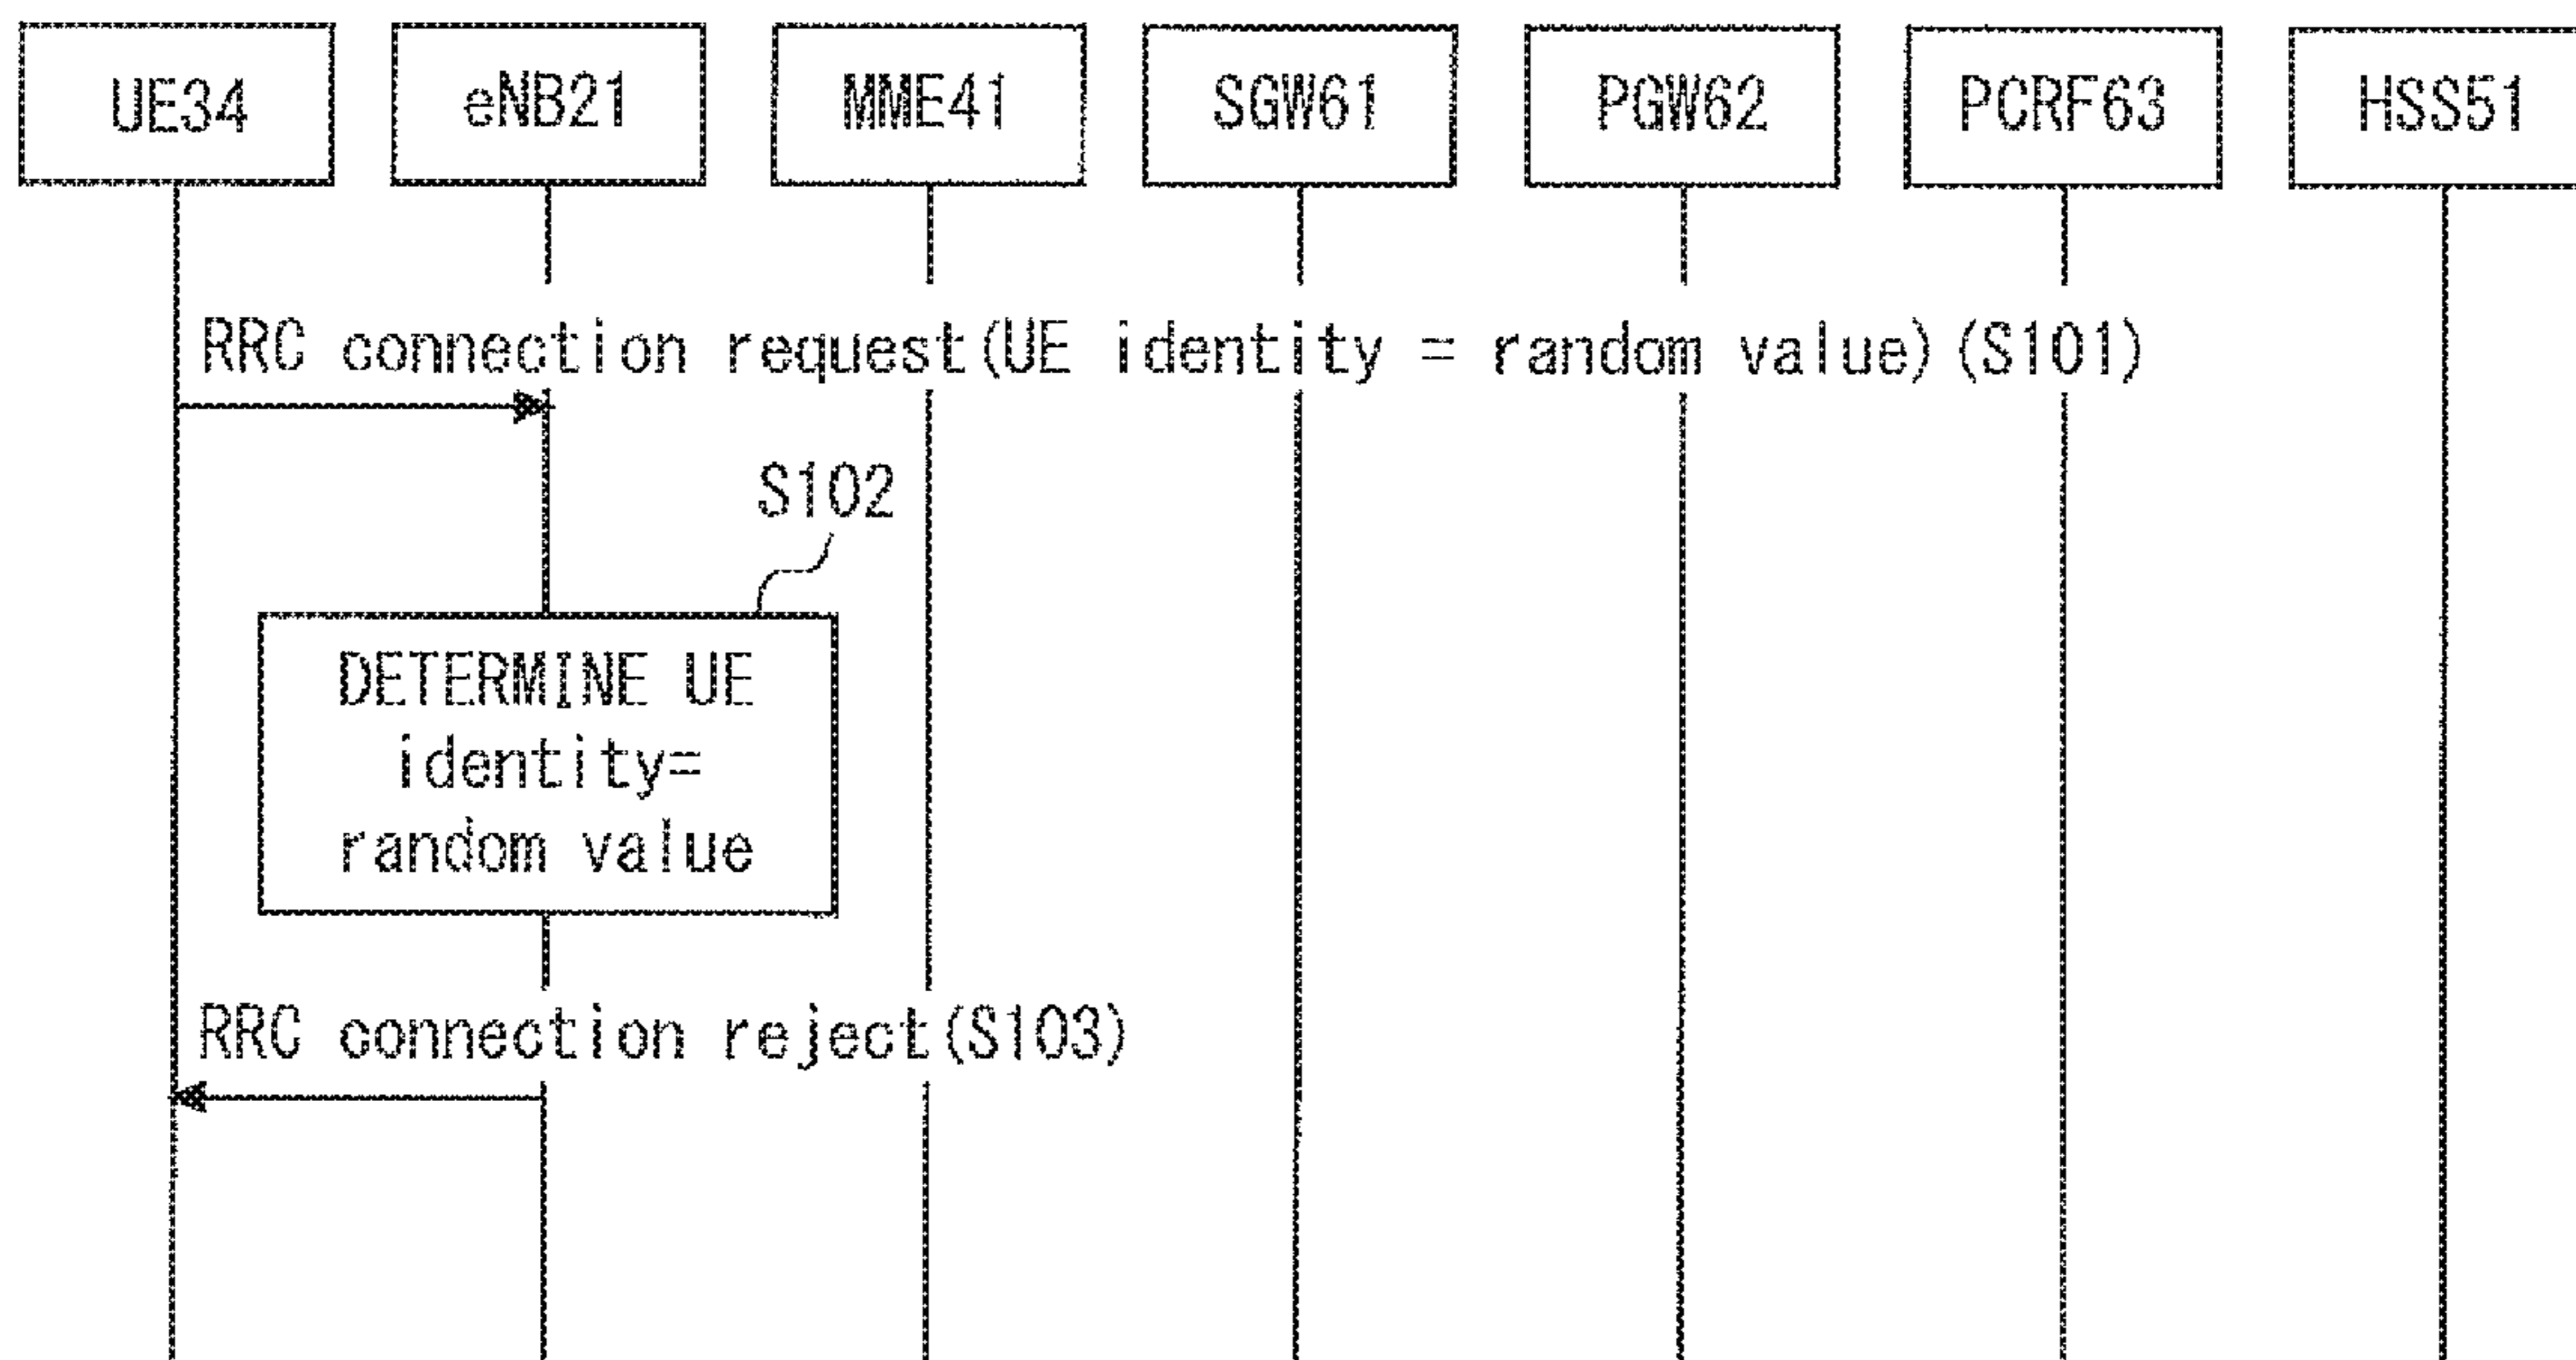 UE34 eNB21 MME41 SGW61 PGW62 PCRF63 HSS51
RRC connection request(UE identity = random value)(S101)
S102
DETERMINE UE
identity=
random value
RRC connection reject(S103)